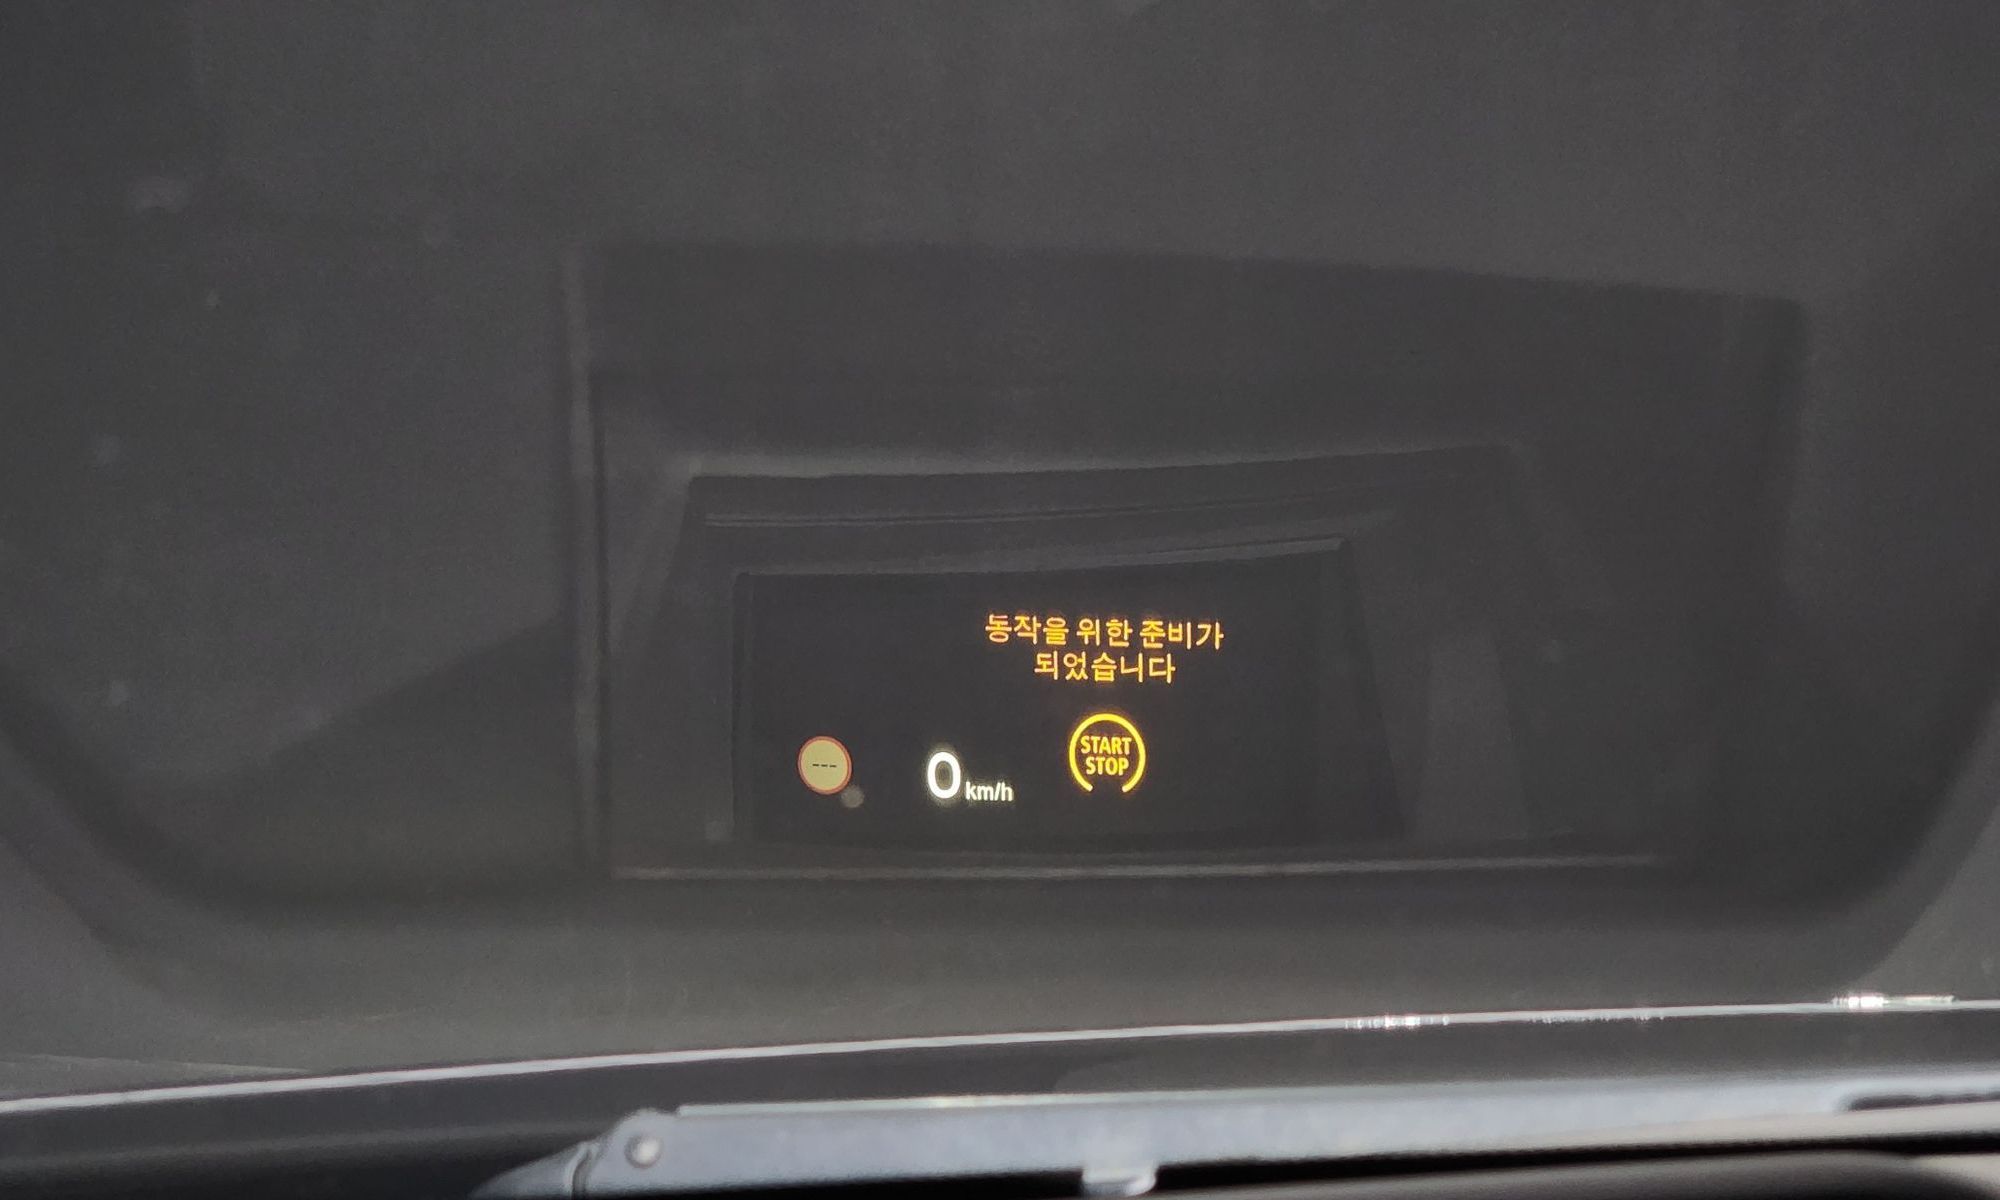 동작을 위한 준비가
되었습니다
---
0 km/h
START
STOP